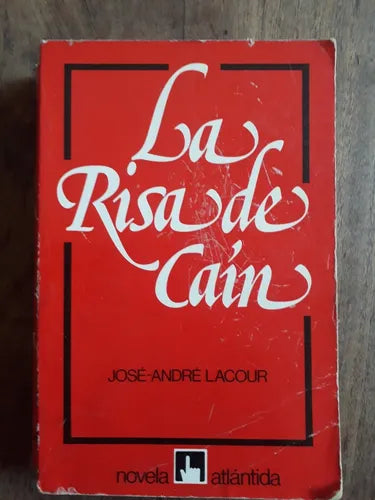 La
Risa de
Caín
JOSÉ-ANDRÉ LACOUR
novela atlántida